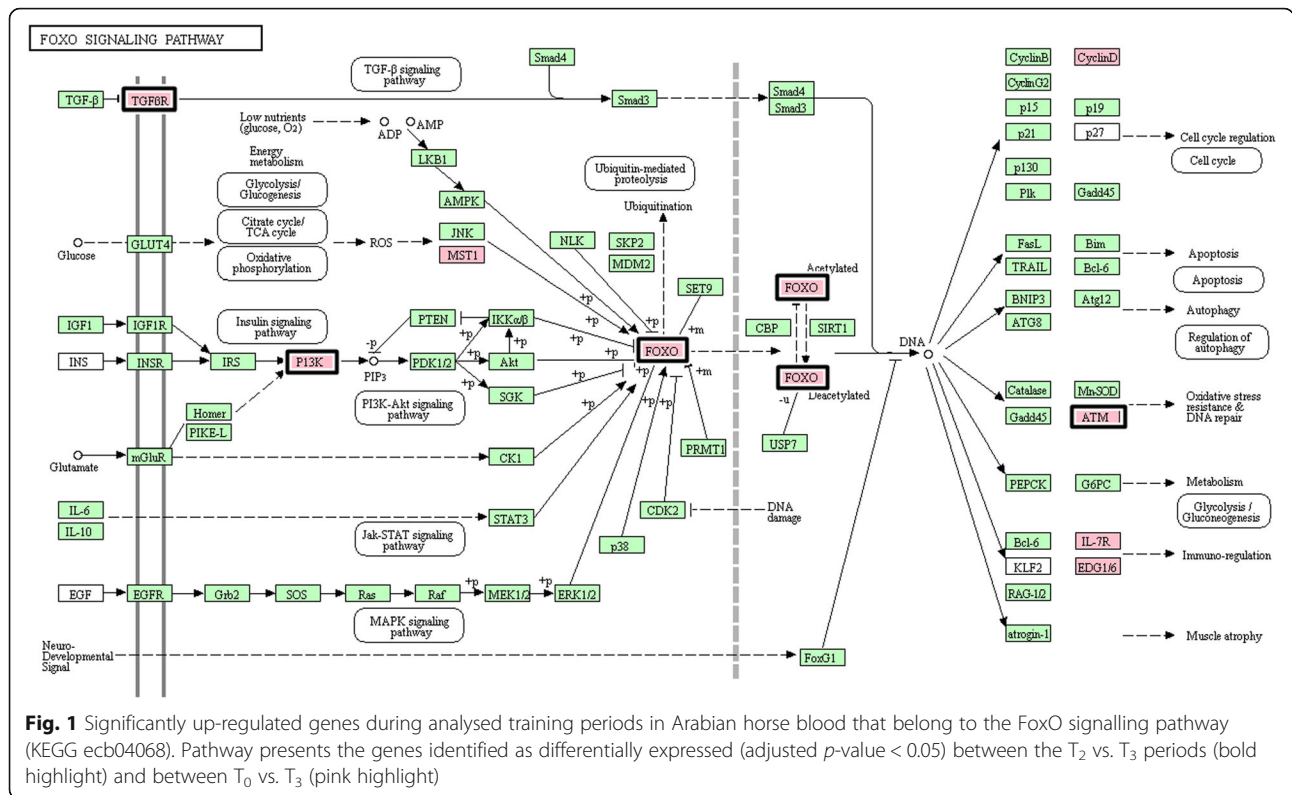 FOXO SIGNALING PATHWAY
TGF-β signaling
pathway
Smad4
TGF-β
TGFβR
Smad3
Smad4
Smad3
Low nutrients
(glucose, O2)
ADP
AMP
LKB1
AMPK
Energy
metabolism
Glycolysis/
Glucogenesis
Citrate cycle/
TCA cycle
Oxidative
phosphorylation
Glucose
GLUT4
ROS
JNK
MST1
Ubiquitin-mediated
proteolysis
Ubiquitination
NLK
SKP2
MDM2
SET9
IGF1
IGF1R
INS
INSR
IRS
Insulin signaling
pathway
P13K
-p
PIP3
PTEN
PDK1/2
IKKα/β
Akt
SGK
+p
+p
+p
+p
+p
+p
+p
+p
+p
+p
+p
+p
+p
+m
+m
FOXO
PI3K-Akt signaling
pathway
Homer
PIKE-L
Glutamate
mGluR
CK1
IL-6
IL-10
STAT3
Jak-STAT signaling
pathway
PRMT1
CDK2
DNA
damage
p38
EGF
EGFR
Grb2
SOS
Ras
Raf
+p
MEK1/2
+p
ERK1/2
MAPK signaling
pathway
Neuro-
Developmental
Signal
FoxG1
Acetylated
FOXO
CBP
SIRT1
FOXO
-u
Deacetylated
USP7
DNA
CyclinB
CyclinD
CyclinG2
p15
p19
p21
p27
p130
Plk
Gadd45
Cell cycle regulation
Cell cycle
FasL
Bim
TRAIL
Bcl-6
Apoptosis
Apoptosis
BNIP3
Atg12
ATG8
Autophagy
Regulation of
autophagy
Catalase
MnSOD
Gadd45
ATM
Oxidative stress
resistance &
DNA repair
PEPCK
G6PC
Metabolism
Glycolysis /
Gluconeogenesis
Bcl-6
IL-7R
KLF2
EDG1/6
RAG-1/2
Immuno-regulation
atrogin-1
Muscle atrophy
Fig. 1 Significantly up-regulated genes during analysed training periods in Arabian horse blood that belong to the FoxO signalling pathway
(KEGG ecb04068). Pathway presents the genes identified as differentially expressed (adjusted p-value < 0.05) between the T2 vs. T3 periods (bold
highlight) and between T0 vs. T3 (pink highlight)